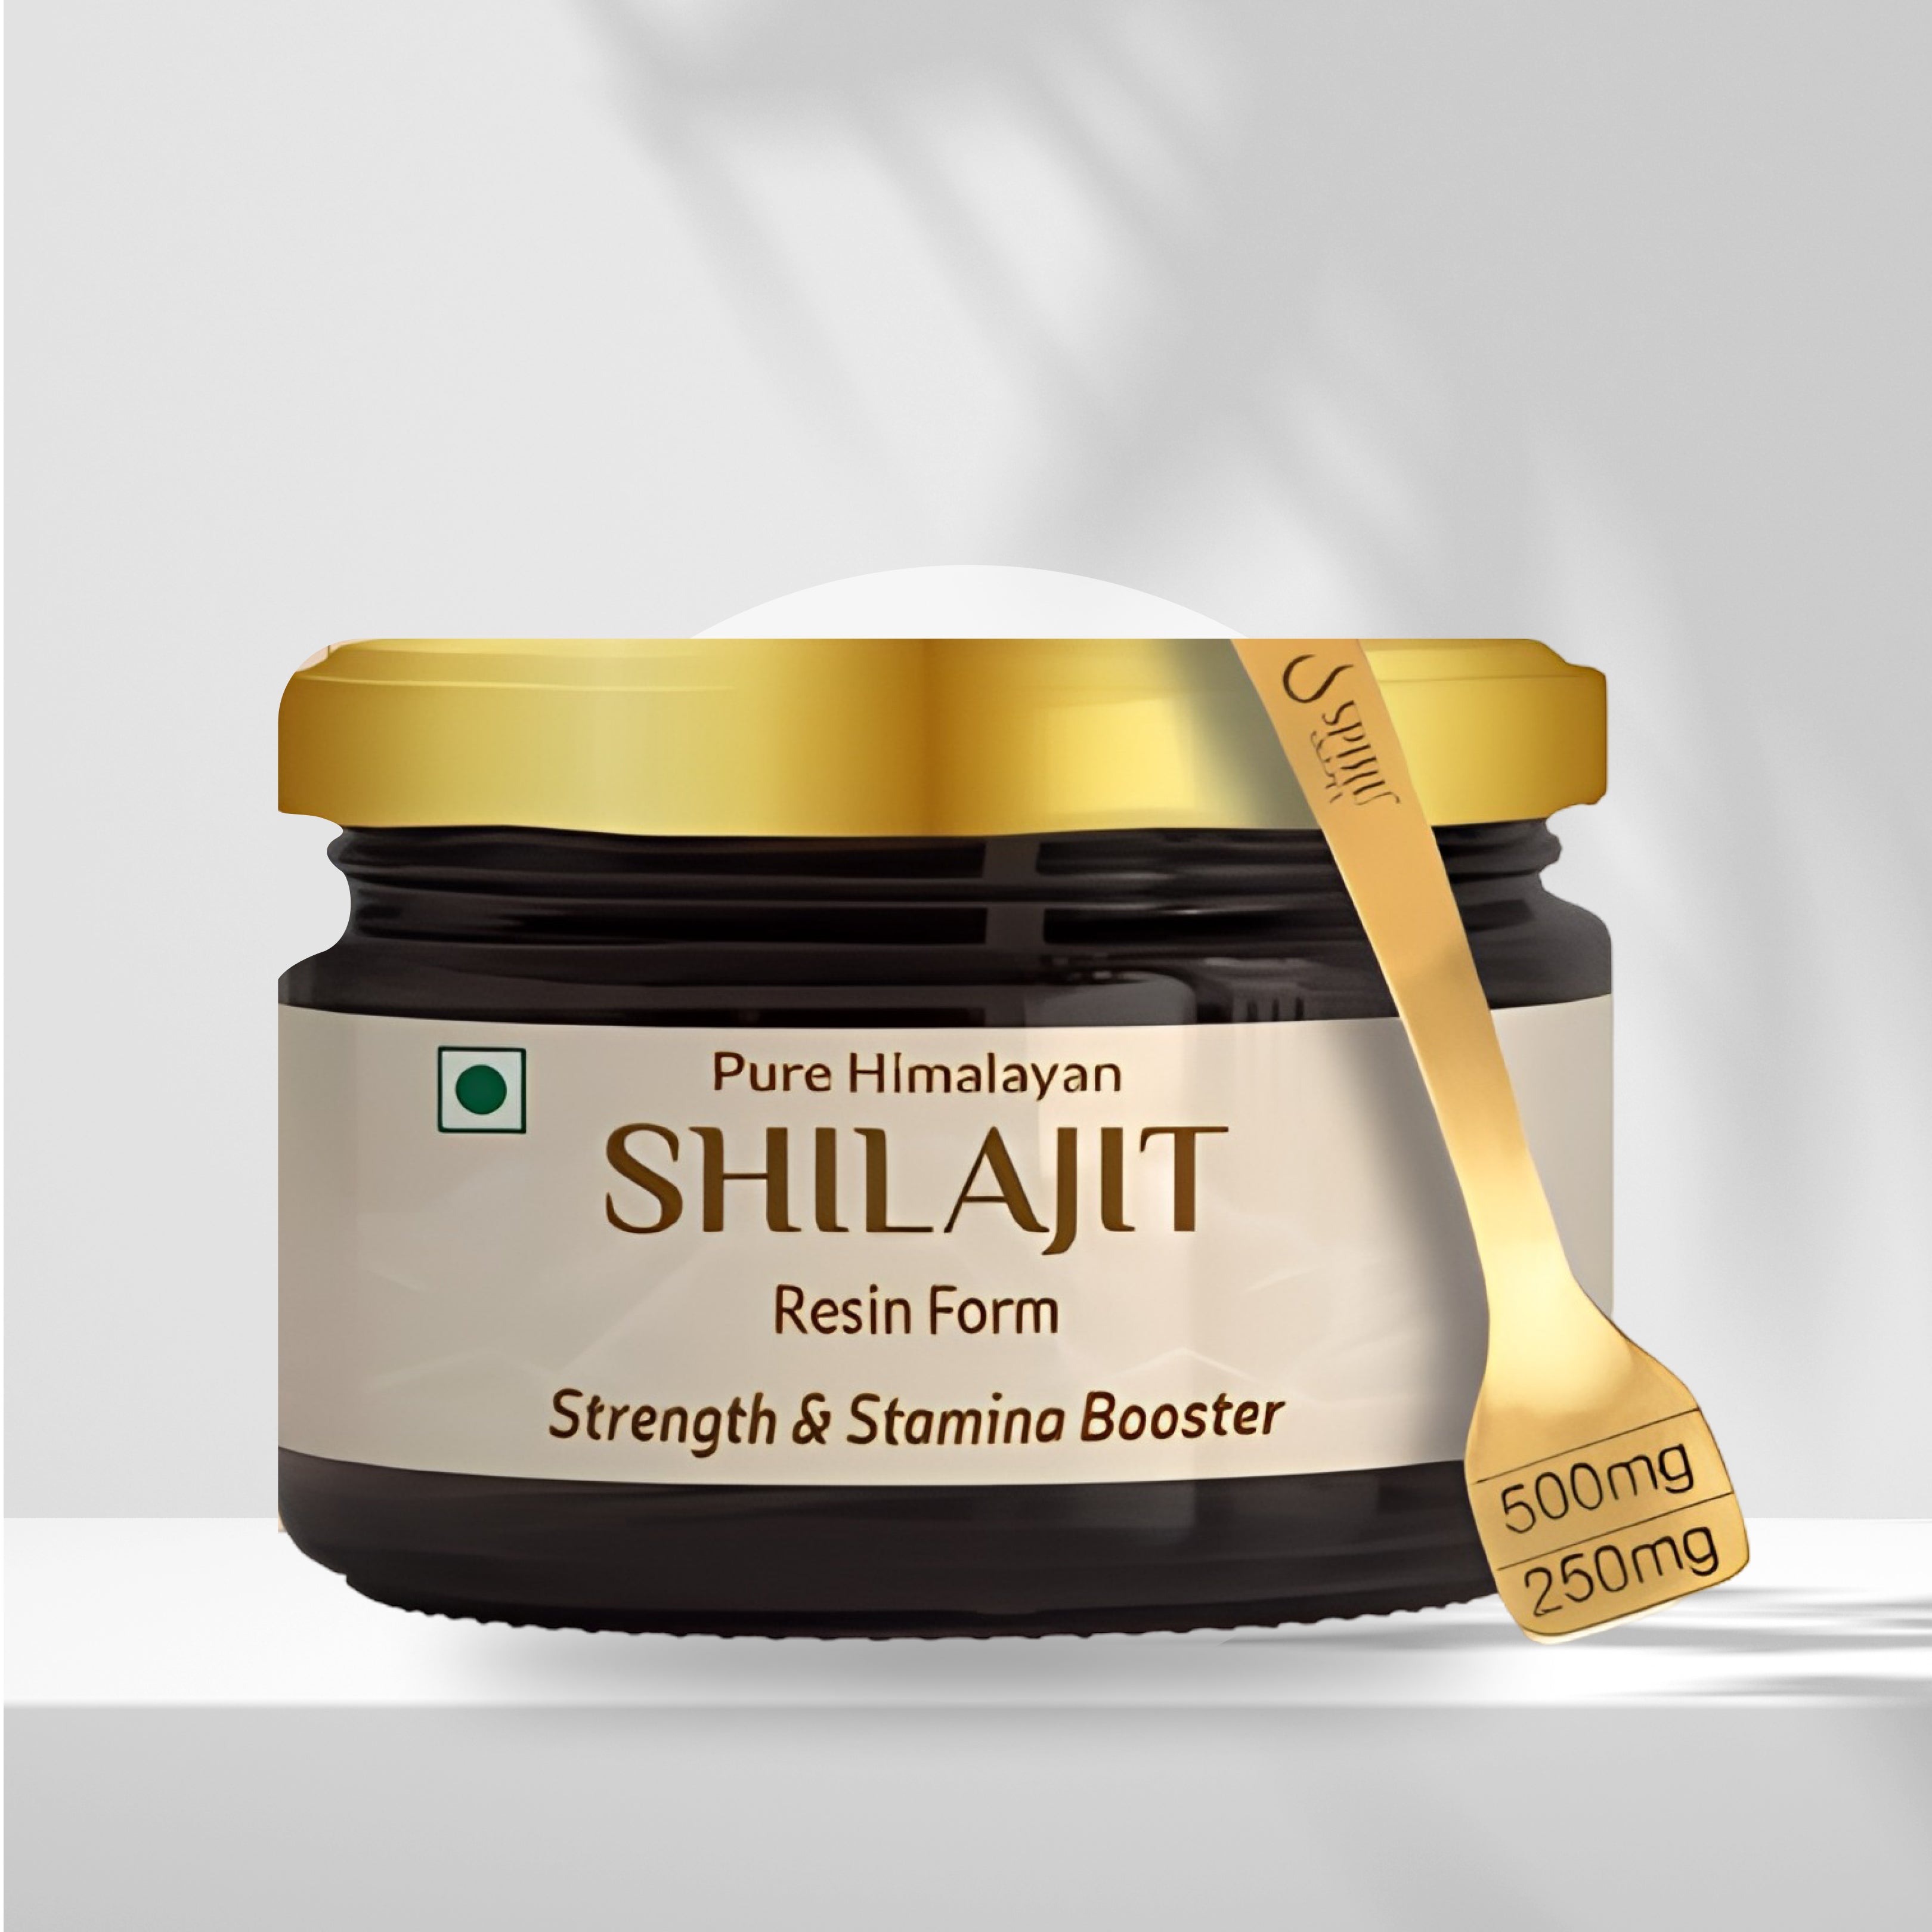 Pure Himalayan
SHILAJIT
Resin Form
Strength & Stamina Booster
500mg
250mg